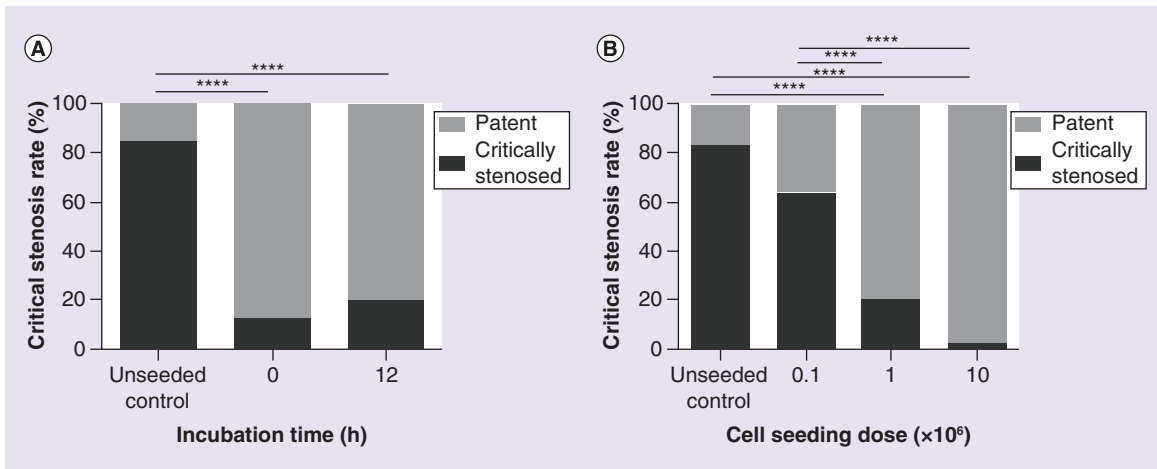 A
****
****
Critical stenosis rate (%)
100
80
60
40
20
0
Patent
Critically
stenosed
Unseeded
control
0
12
Incubation time (h)
B
****
****
****
****
Critical stenosis rate (%)
100
80
60
40
20
0
Patent
Critically
stenosed
Unseeded
control
0.1
1
10
Cell seeding dose (×10⁶)